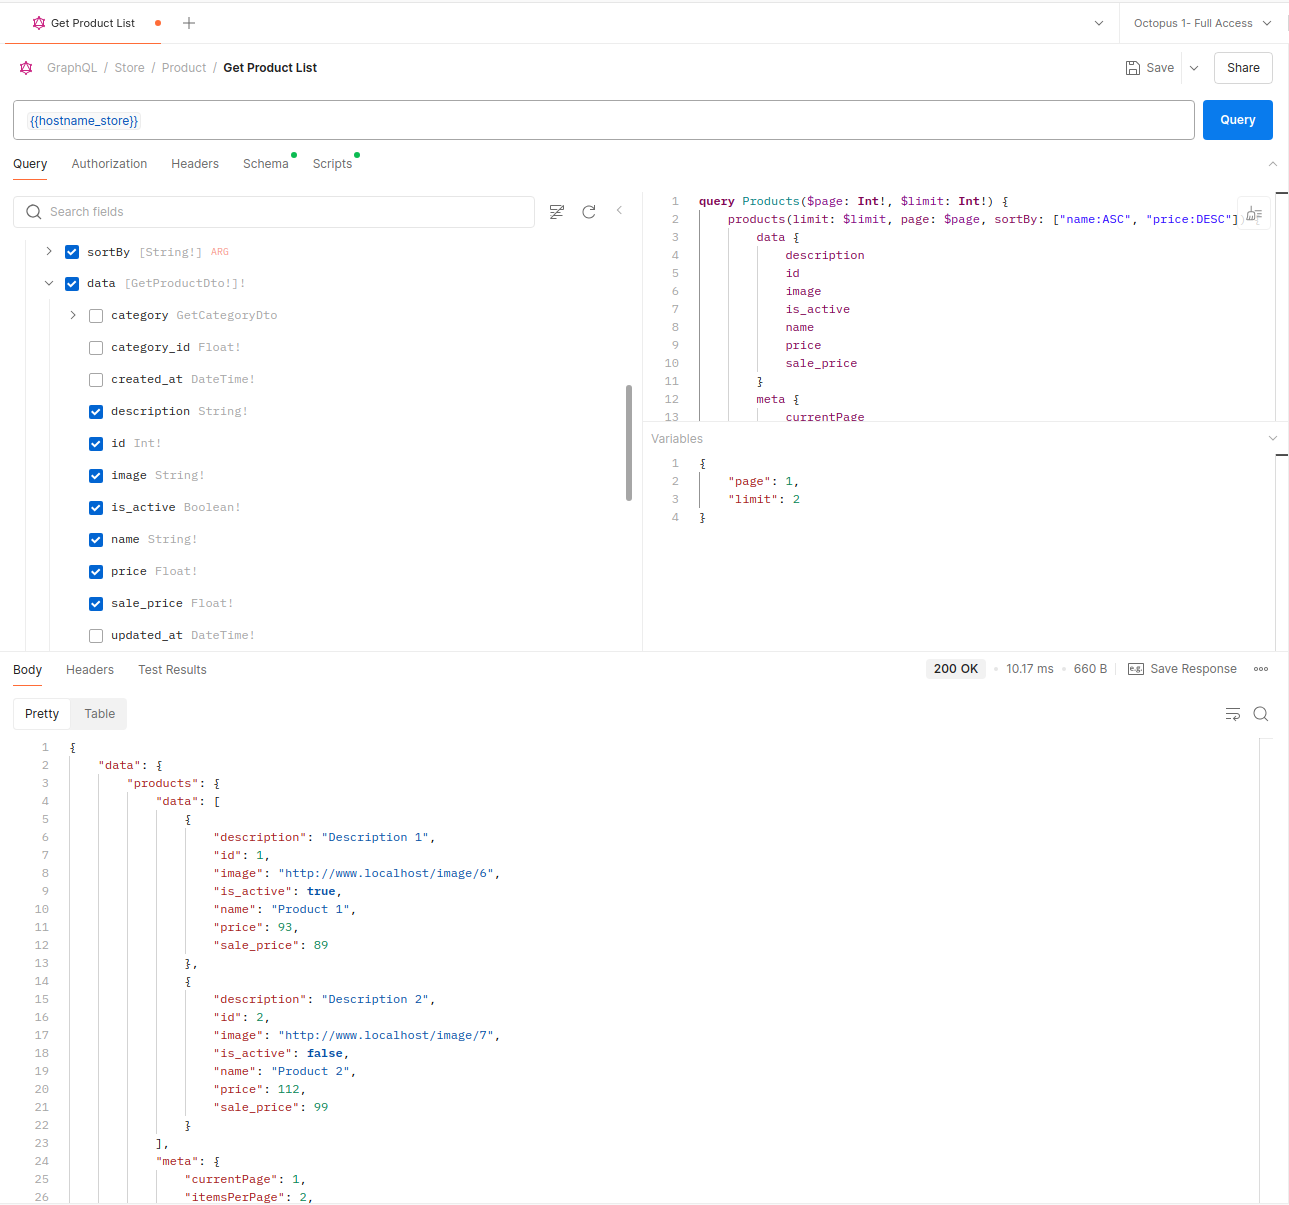 Get Product List
Octopus 1- Full Access
GraphQL / Store / Product / Get Product List
Save
Share
{{hostname_store}}
Query
Query
Authorization
Headers
Schema
Scripts
Search fields
sortBy [String!] ARG
data [GetProductDto!]!
category GetCategoryDto
category_id Float!
created_at DateTime!
description String!
id Int!
image String!
is_active Boolean!
name String!
price Float!
sale_price Float!
updated_at DateTime!
1 query Products($page: Int!, $limit: Int!) {
2 products(limit: $limit, page: $page, sortBy: ["name:ASC", "price:DESC"]
3 data {
4 description
5 id
6 image
7 is_active
8 name
9 price
10 sale_price
11 }
12 meta {
13 currentPage
Variables
1 {
2 "page": 1,
3 "limit": 2
4 }
Body
Headers
Test Results
200 OK
10.17 ms
660 B
e.g. Save Response
Pretty
Table
1 {
2 "data": {
3 "products": {
4 "data": [
5 {
6 "description": "Description 1",
7 "id": 1,
8 "image": "http://www.localhost/image/6",
9 "is_active": true,
10 "name": "Product 1",
11 "price": 93,
12 "sale_price": 89
13 },
14 {
15 "description": "Description 2",
16 "id": 2,
17 "image": "http://www.localhost/image/7",
18 "is_active": false,
19 "name": "Product 2",
20 "price": 112,
21 "sale_price": 99
22 }
23 ],
24 "meta": {
25 "currentPage": 1,
26 "itemsPerPage": 2,